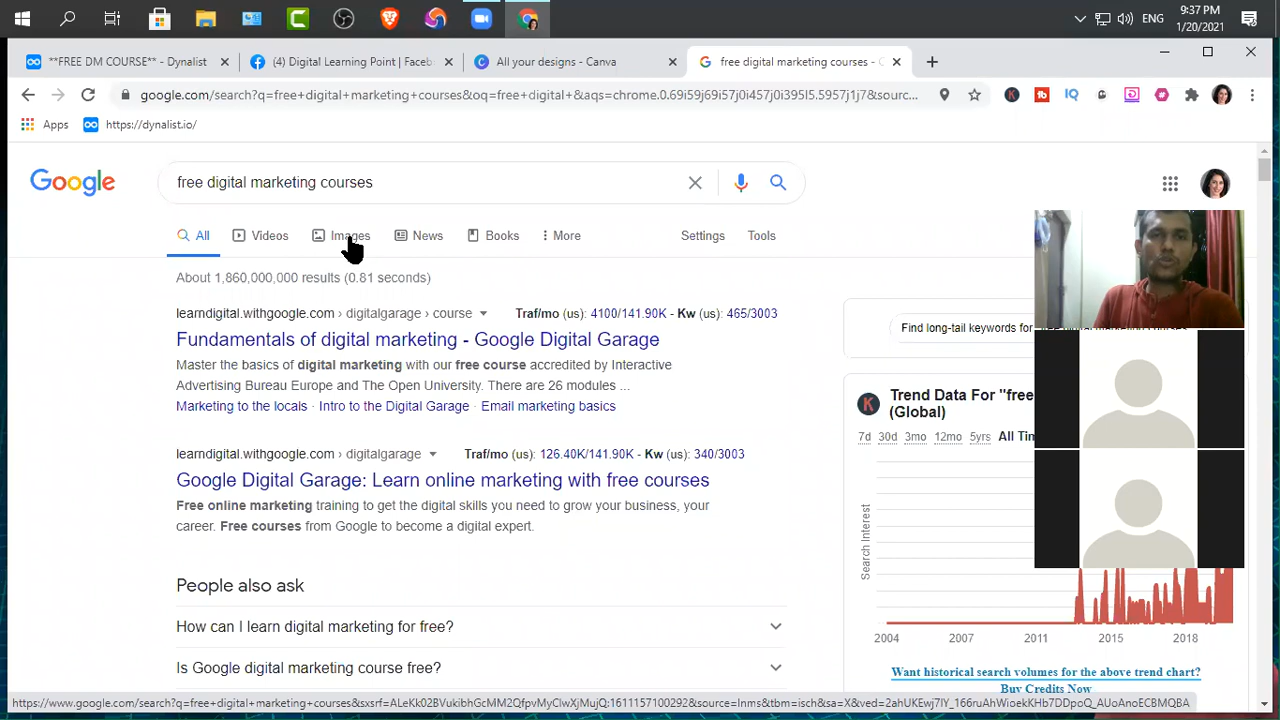 9:37 PM
ENG
1/20/2021
**FREE DM COURSE** - Dynalist
(4) Digital Learning Point | Faceb
All your designs - Canva
free digital marketing courses - G
google.com/search?q=free+digital+marketing+courses&oq=free+digital+&aqs=chrome.0.69i59j69i57j0i457j0i395l5.5957j1j7&sourc...
Apps
https://dynalist.io/
Google
free digital marketing courses
All
Videos
Images
News
Books
More
Settings
Tools
About 1,860,000,000 results (0.81 seconds)
learndigital.withgoogle.com › digitalgarage › course
Traf/mo (us): 4100/141.90K - Kw (us): 465/3003
Fundamentals of digital marketing - Google Digital Garage
Master the basics of digital marketing with our free course accredited by Interactive
Advertising Bureau Europe and The Open University. There are 26 modules ...
Marketing to the locals · Intro to the Digital Garage · Email marketing basics
learndigital.withgoogle.com › digitalgarage
Traf/mo (us): 126.40K/141.90K - Kw (us): 340/3003
Google Digital Garage: Learn online marketing with free courses
Free online marketing training to get the digital skills you need to grow your business, your
career. Free courses from Google to become a digital expert.
People also ask
How can I learn digital marketing for free?
Is Google digital marketing course free?
Find long-tail keywords for
K
Trend Data For "free
(Global)
7d 30d 3mo 12mo 5yrs All Tim
Search Interest
2004 2007 2011 2015 2018
Want historical search volumes for the above trend chart?
Buy Credits Now